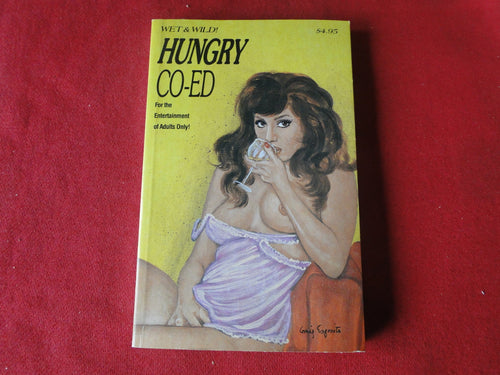 WET & WILD!
$4.95
HUNGRY
CO-ED
For the
Entertainment
of Adults Only!